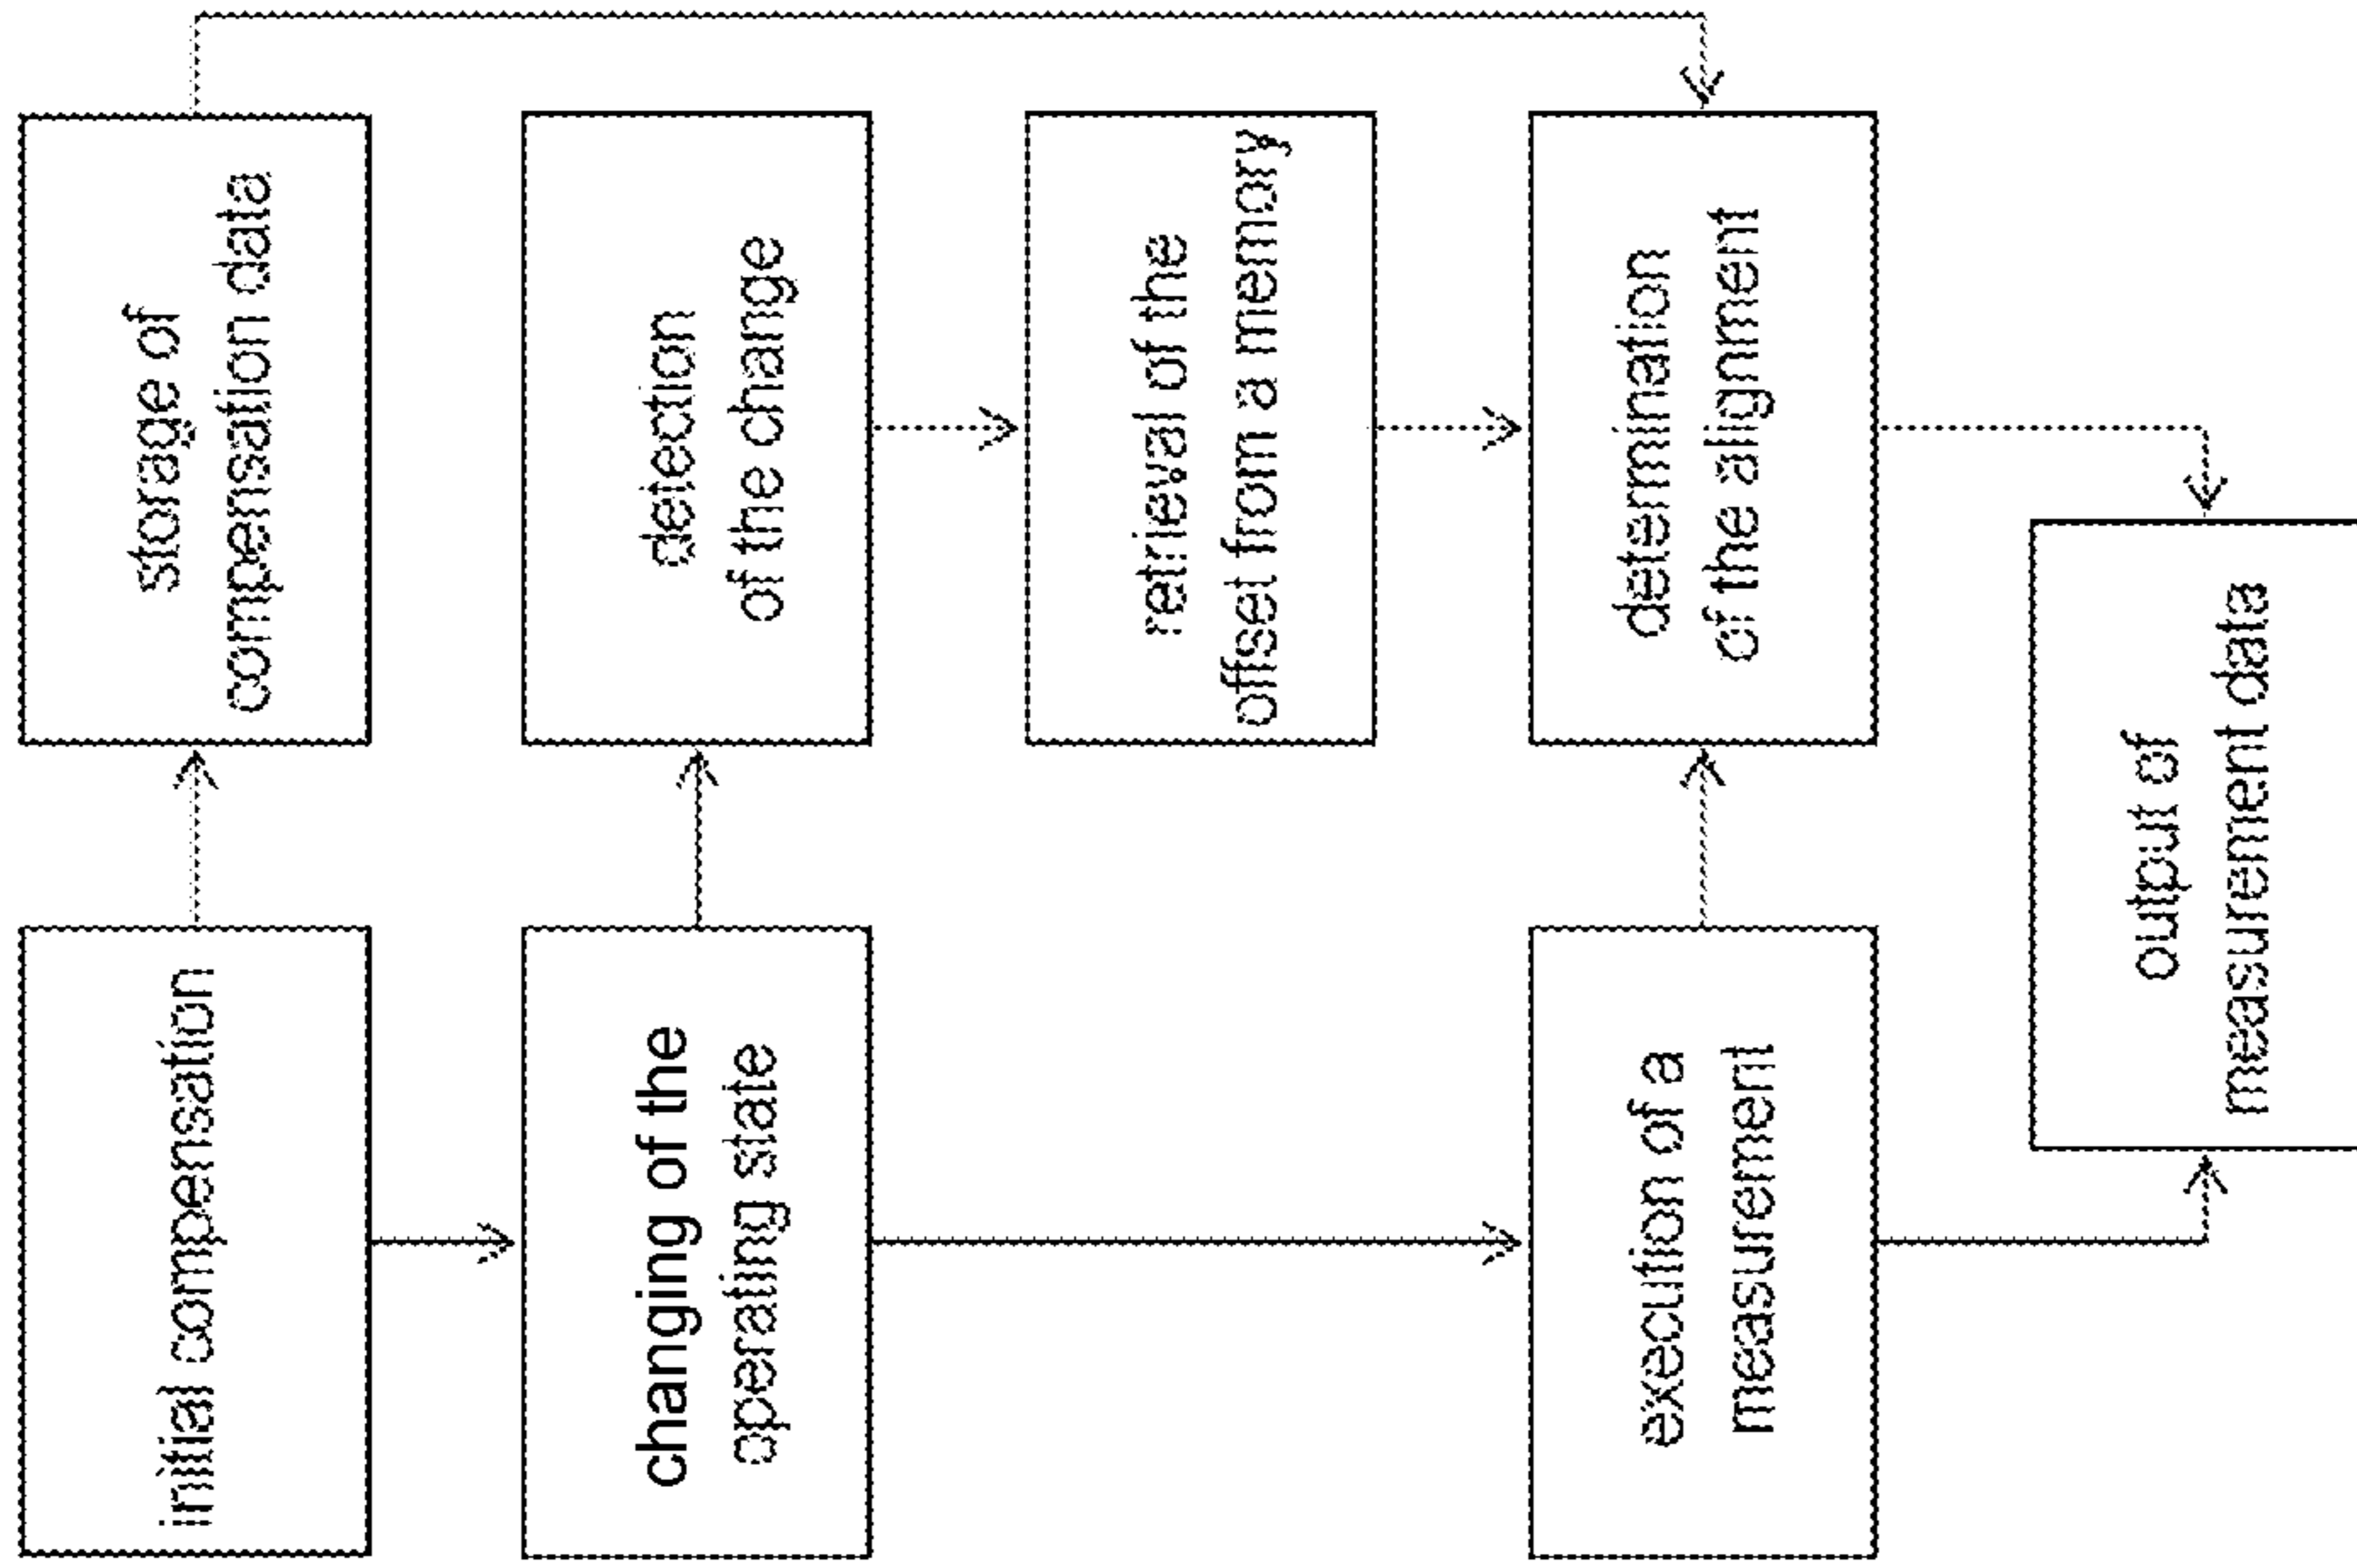 initial compensation
storage of
compensation data
changing of the
operating state
detection
of the change
retrieval of the
offset from a memory
execution of a
measurement
determination
of the alignment
output of
measurement data